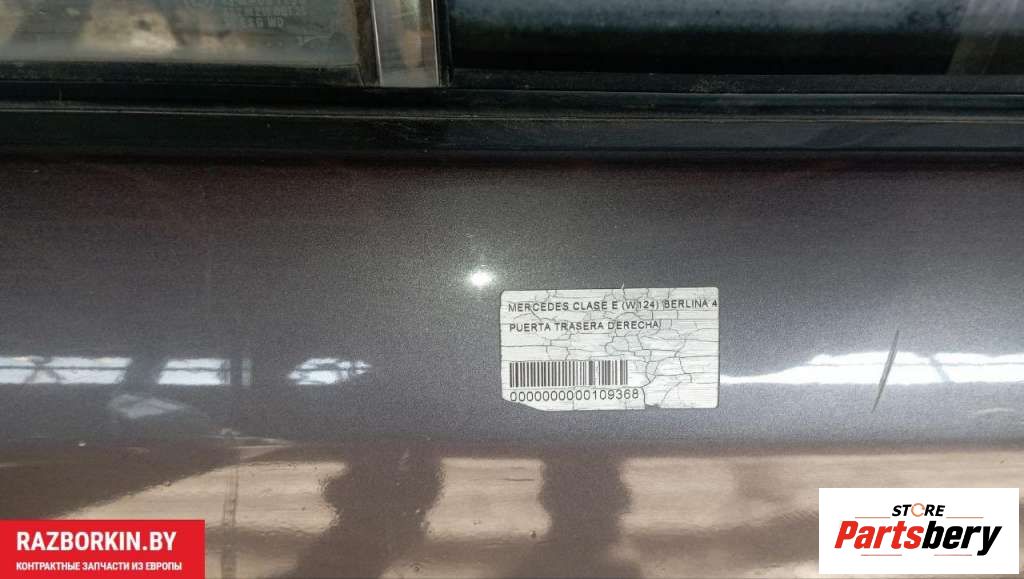 MERCEDES CLASE E (W124) BERLINA 4
PUERTA TRASERA DERECHA
0000000000109368
RAZBORKIN.BY
КОНТРАКТНЫЕ ЗАПЧАСТИ ИЗ ЕВРОПЫ
STORE
Partsbery